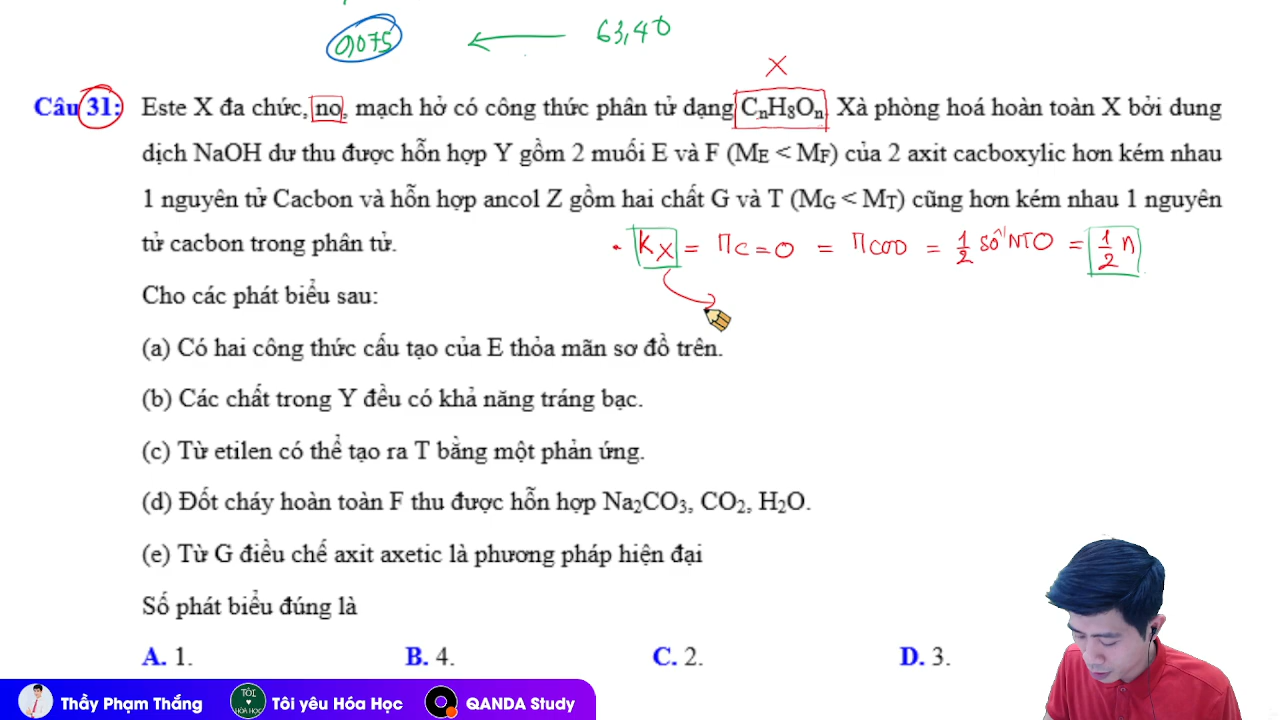 0,075 ← 63,40
X
Câu 31: Este X đa chức, no, mạch hở có công thức phân tử dạng CnH8On. Xà phòng hoá hoàn toàn X bởi dung
dịch NaOH dư thu được hỗn hợp Y gồm 2 muối E và F (ME < MF) của 2 axit cacboxylic hơn kém nhau
1 nguyên tử Cacbon và hỗn hợp ancol Z gồm hai chất G và T (MG < MT) cũng hơn kém nhau 1 nguyên
tử cacbon trong phân tử.
• kX = πC=O = πCOO = 1/2 số NTO = 1/2 n
Cho các phát biểu sau:
(a) Có hai công thức cấu tạo của E thỏa mãn sơ đồ trên.
(b) Các chất trong Y đều có khả năng tráng bạc.
(c) Từ etilen có thể tạo ra T bằng một phản ứng.
(d) Đốt cháy hoàn toàn F thu được hỗn hợp Na2CO3, CO2, H2O.
(e) Từ G điều chế axit axetic là phương pháp hiện đại
Số phát biểu đúng là
A. 1. B. 4. C. 2. D. 3.
Thầy Phạm Thắng TÔI YÊU HÓA HỌC Tôi yêu Hóa Học QANDA Study